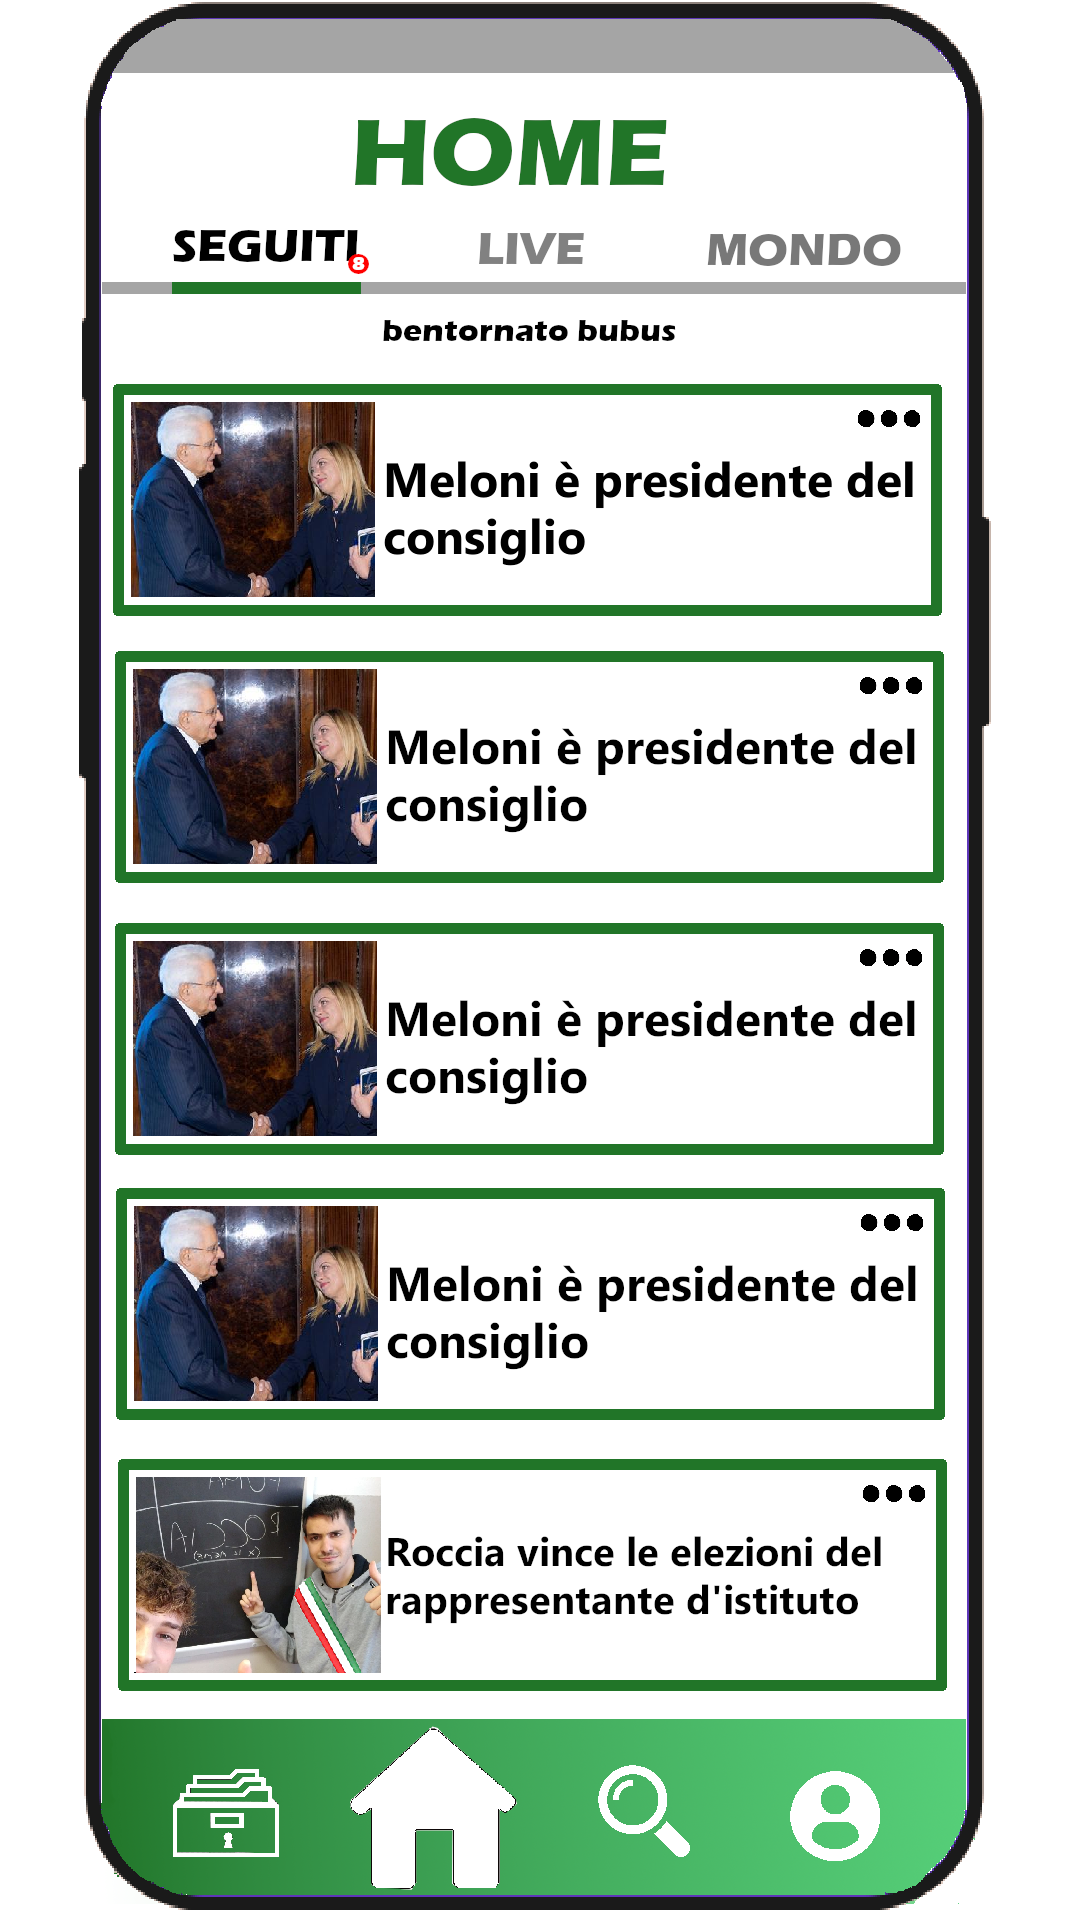 HOME
SEGUITI 8 LIVE MONDO
bentornato bubus
Meloni è presidente del
consiglio
Meloni è presidente del
consiglio
Meloni è presidente del
consiglio
Meloni è presidente del
consiglio
ROCCIA
Roccia vince le elezioni del
rappresentante d'istituto